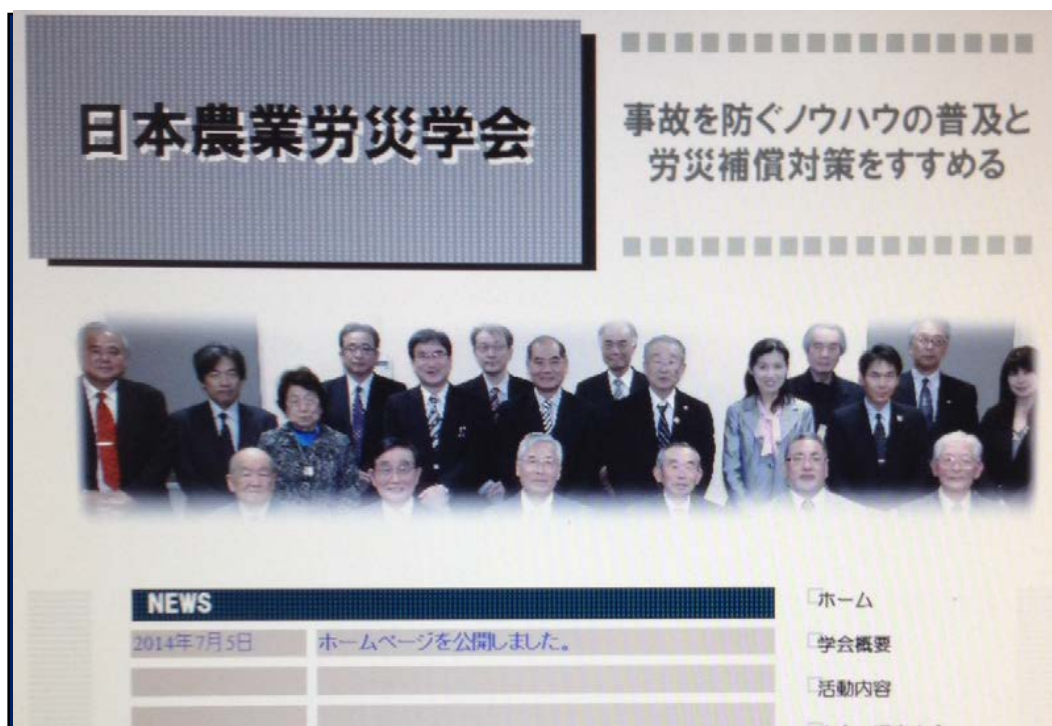 日本農業労災学会
事故を防ぐノウハウの普及と
労災補償対策をすすめる
NEWS
2014年7月5日 ホームページを公開しました。
ホーム
学会概要
活動内容